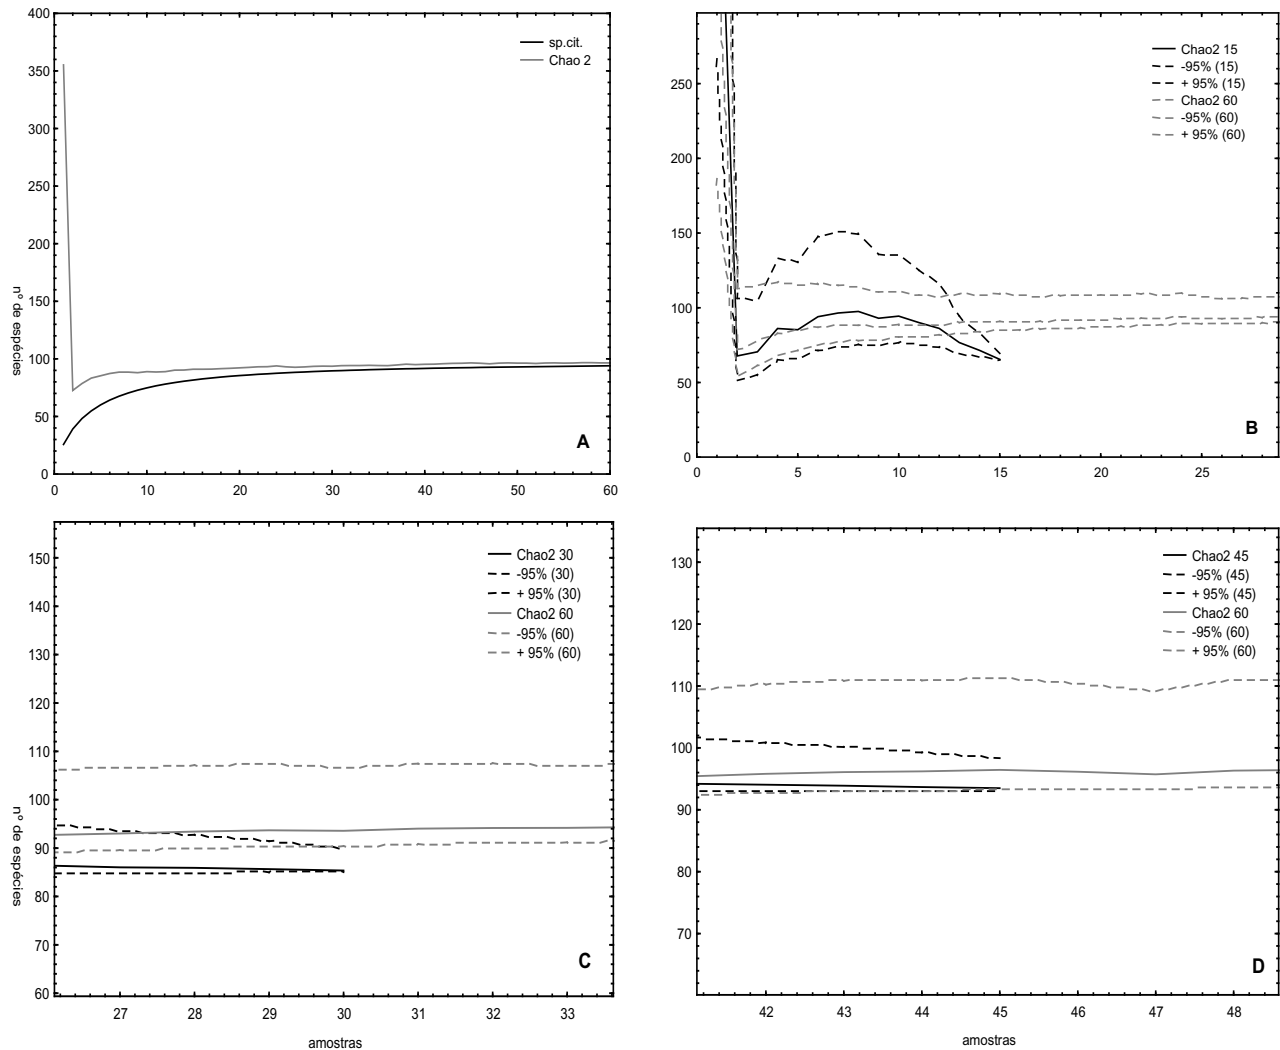 400
350
300
250
200
150
100
50
0
nº de espécies
sp.cit.
Chao 2
A
0 10 20 30 40 50 60
250
200
150
100
50
0
Chao2 15
-95% (15)
+ 95% (15)
Chao2 60
-95% (60)
+ 95% (60)
B
0 5 10 15 20 25
150
140
130
120
110
100
90
80
70
60
nº de espécies
Chao2 30
-95% (30)
+ 95% (30)
Chao2 60
-95% (60)
+ 95% (60)
C
27 28 29 30 31 32 33
amostras
130
120
110
100
90
80
70
Chao2 45
-95% (45)
+ 95% (45)
Chao2 60
-95% (60)
+ 95% (60)
D
42 43 44 45 46 47 48
amostras